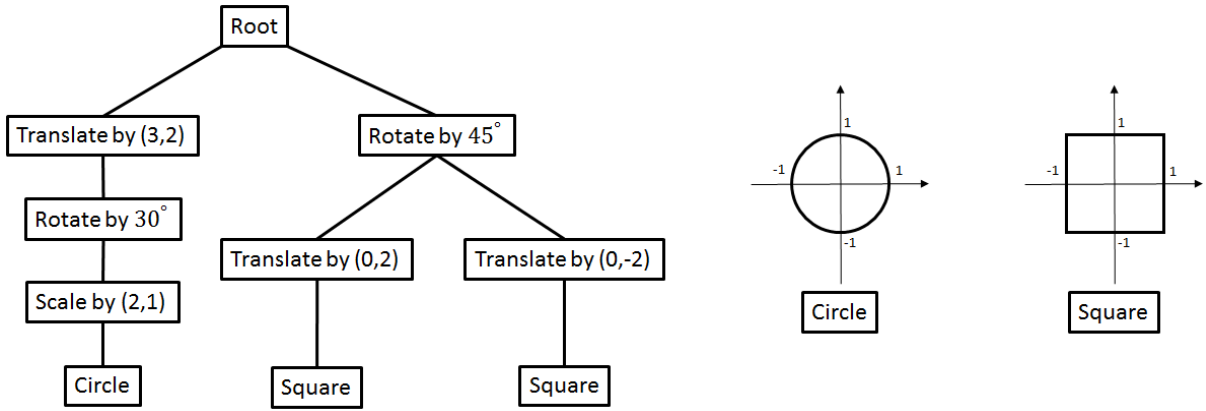 Root
Translate by (3,2)
Rotate by 45°
Rotate by 30°
Translate by (0,2)
Translate by (0,-2)
Scale by (2,1)
Circle
Square
Square
1
-1
1
-1
Circle
1
-1
1
-1
Square